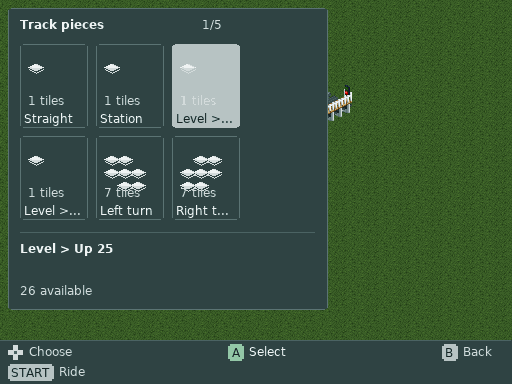 Track pieces 1/5
1 tiles 1 tiles 1 tiles
Straight Station Level >...
1 tiles 7 tiles 7 tiles
Level >... Left turn Right t...
Level > Up 25
26 available
Choose A Select B Back
START Ride